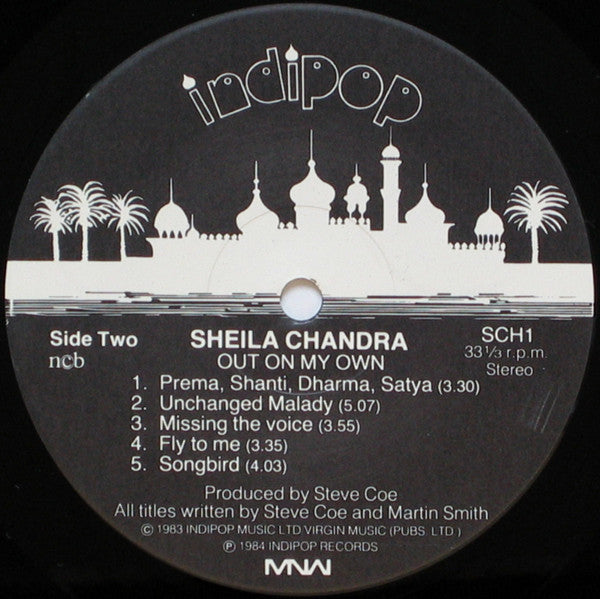 indipop
Side Two SHEILA CHANDRA SCH1
ncb OUT ON MY OWN 33 1/3 r.p.m.
Stereo
1. Prema, Shanti, Dharma, Satya (3.30)
2. Unchanged Malady (5.07)
3. Missing the voice (3.55)
4. Fly to me (3.35)
5. Songbird (4.03)
Produced by Steve Coe
All titles written by Steve Coe and Martin Smith
© 1983 INDIPOP MUSIC LTD VIRGIN MUSIC (PUBS. LTD.)
℗ 1984 INDIPOP RECORDS
MNW